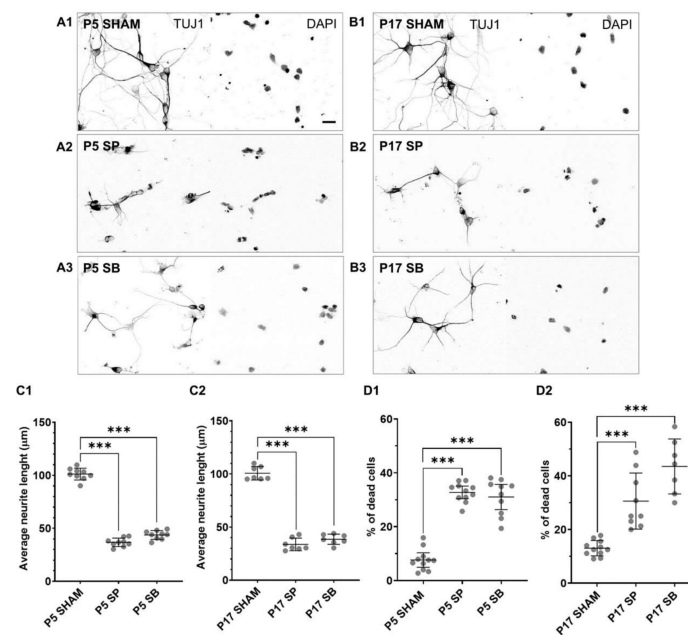 A1 P5 SHAM TUJ1 DAPI
B1 P17 SHAM TUJ1 DAPI
A2 P5 SP
B2 P17 SP
A3 P5 SB
B3 P17 SB
C1 C2 D1 D2
Average neurite lenght (μm)
150
100
50
0
***
***
P5 SHAM
P5 SP
P5 SB
Average neurite lenght (μm)
150
100
50
0
***
***
P17 SHAM
P17 SP
P17 SB
% of dead cells
60
40
20
0
***
***
P5 SHAM
P5 SP
P5 SB
% of dead cells
60
40
20
0
***
***
P17 SHAM
P17 SP
P17 SB